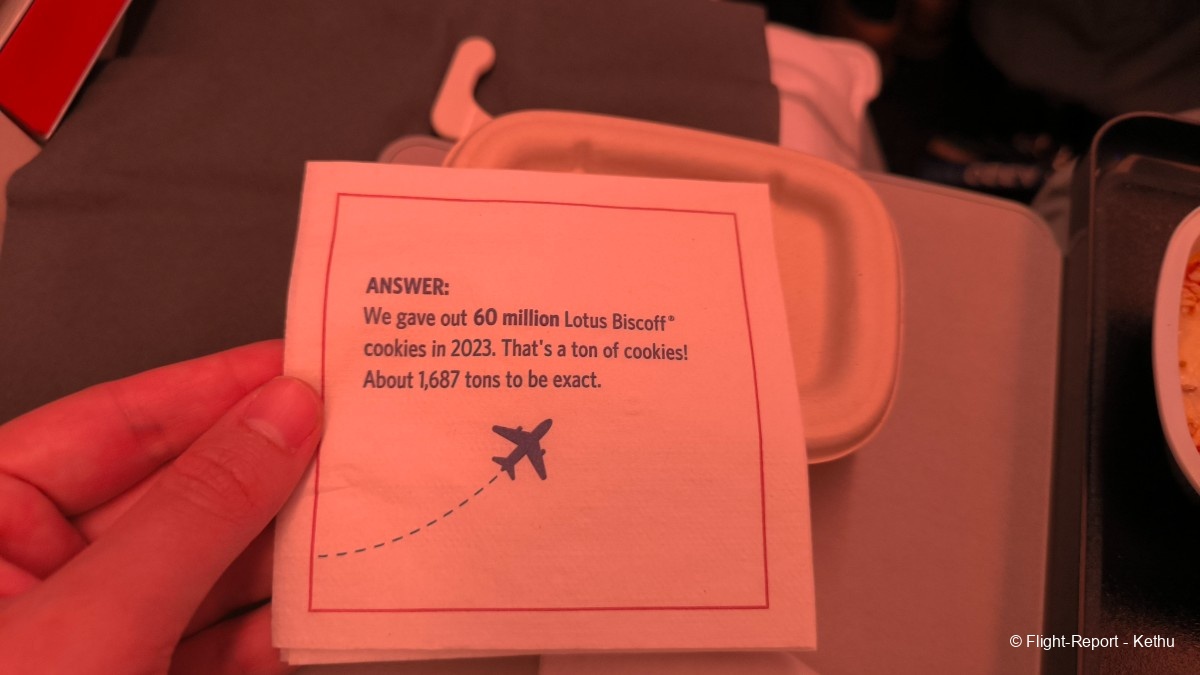 ANSWER:
We gave out 60 million Lotus Biscoff®
cookies in 2023. That's a ton of cookies!
About 1,687 tons to be exact.
© Flight-Report - Kethu